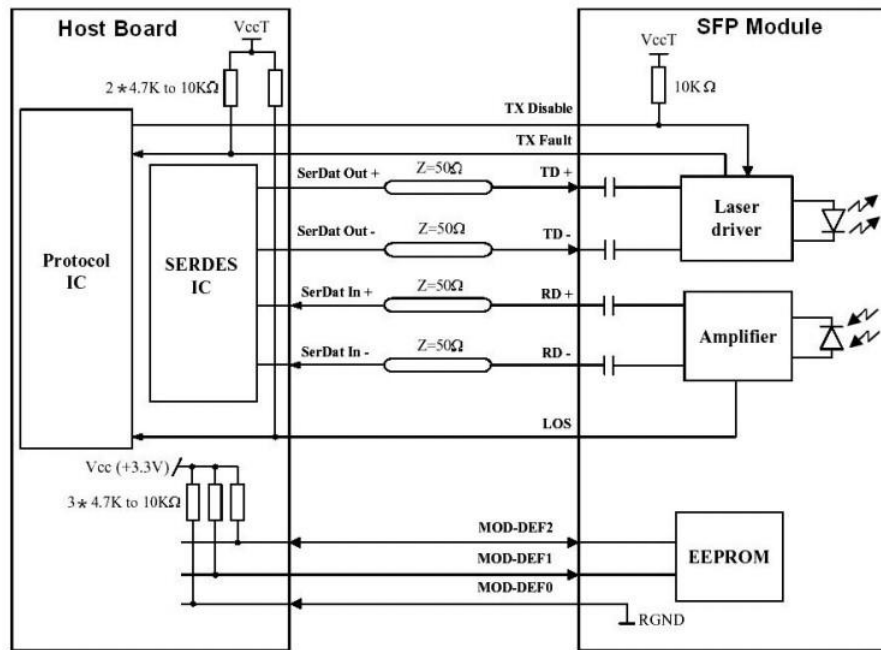 Host Board
SFP Module
VccT
VccT
2*4.7K to 10KΩ
10KΩ
TX Disable
TX Fault
SerDat Out +
Z=50Ω
TD +
SerDat Out -
Z=50Ω
TD -
Laser
driver
Protocol
IC
SERDES
IC
SerDat In +
Z=50Ω
RD +
SerDat In -
Z=50Ω
RD -
Amplifier
LOS
Vcc (+3.3V)
3*4.7K to 10KΩ
MOD-DEF2
MOD-DEF1
MOD-DEF0
EEPROM
RGND